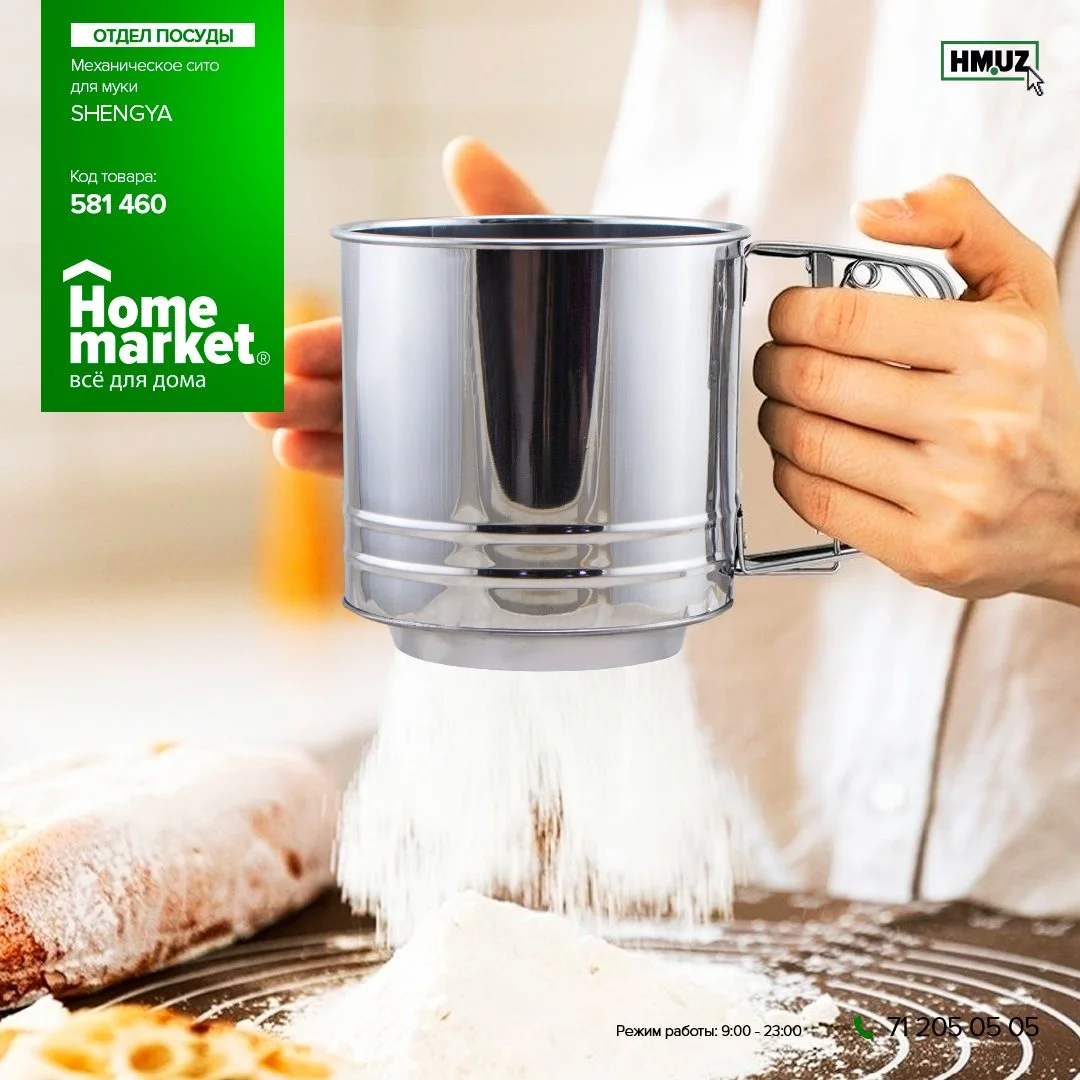 ОТДЕЛ ПОСУДЫ
Механическое сито
для муки
SHENGYA
Код товара:
581 460
Home
market®
всё для дома
HM.UZ
Режим работы: 9:00 - 23:00
71 205 05 05